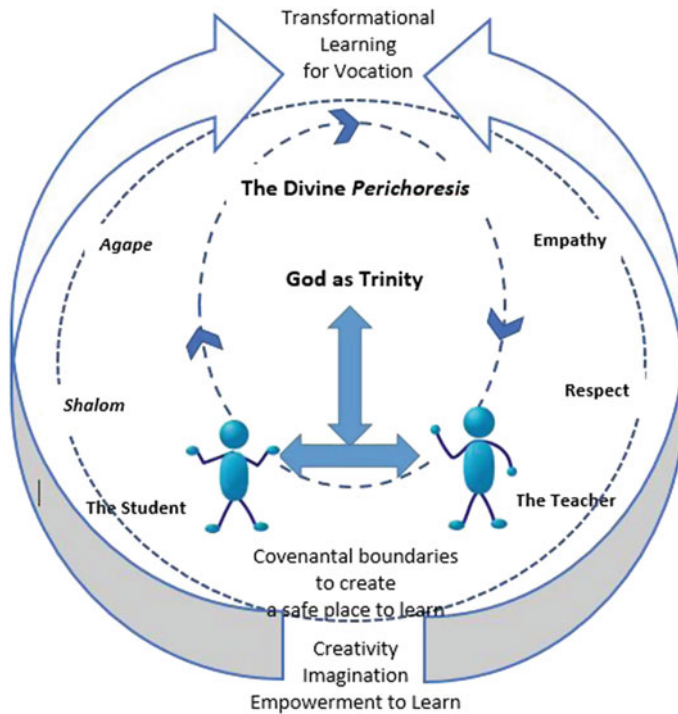 Transformational
Learning
for Vocation
The Divine Perichoresis
Agape
Empathy
God as Trinity
Shalom
Respect
The Student
The Teacher
Covenantal boundaries
to create
a safe place to learn
Creativity
Imagination
Empowerment to Learn